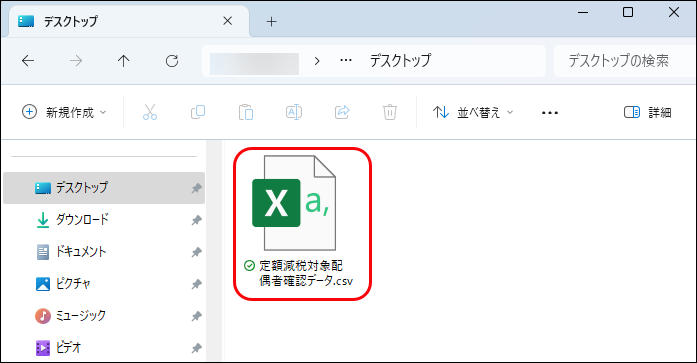 デスクトップ
デスクトップ
デスクトップの検索
新規作成
並べ替え
詳細
デスクトップ
ダウンロード
ドキュメント
ピクチャ
ミュージック
ビデオ
X a,
定額減税対象配
偶者確認データ.csv